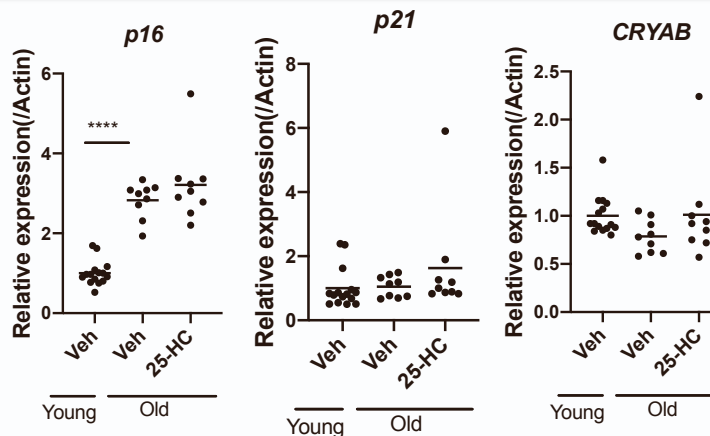 p16
Relative expression(/Actin)
6
4
2
0
****
Veh
Veh
25-HC
Young
Old
p21
Relative expression(/Actin)
8
6
4
2
0
Veh
Veh
25-HC
Young
Old
CRYAB
Relative expression(/Actin)
2.5
2.0
1.5
1.0
0.5
0.0
Veh
Veh
25-HC
Young
Old